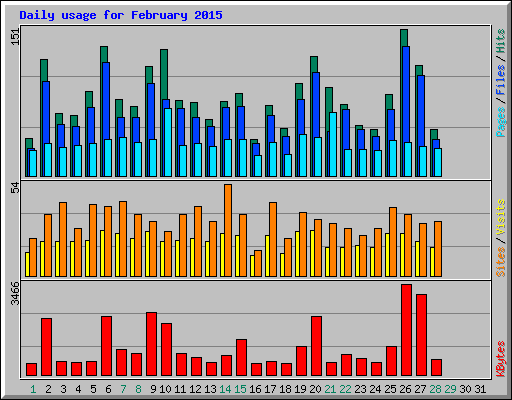 Daily usage for February 2015
151
Pages / Files / Hits
54
Sites / Visits
3466
KBytes
1 2 3 4 5 6 7 8 9 10 11 12 13 14 15 16 17 18 19 20 21 22 23 24 25 26 27 28 29 30 31